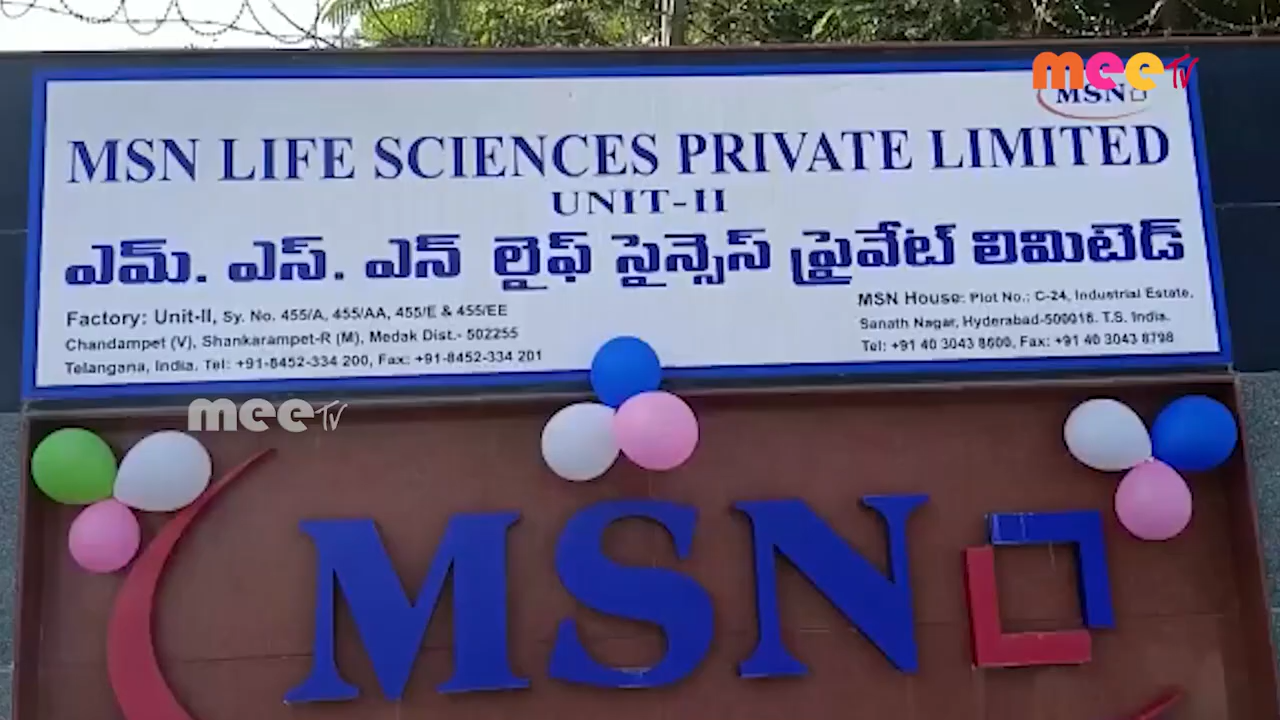 mee TV
MSN
MSN LIFE SCIENCES PRIVATE LIMITED
UNIT-II
ఎమ్. ఎస్. ఎన్ లైఫ్ సైన్సెస్ ప్రైవేట్ లిమిటెడ్
Factory: Unit-II, Sy. No. 455/A, 455/AA, 455/E & 455/EE
Chandampet (V), Shankarampet-R (M), Medak Dist.- 502255
Telangana, India. Tel: +91-8452-334 200, Fax: +91-8452-334 201
MSN House: Plot No.: C-24, Industrial Estate,
Sanath Nagar, Hyderabad-500018. T.S. India.
Tel: +91 40 3043 8600, Fax: +91 40 3043 8798
mee TV
MSN